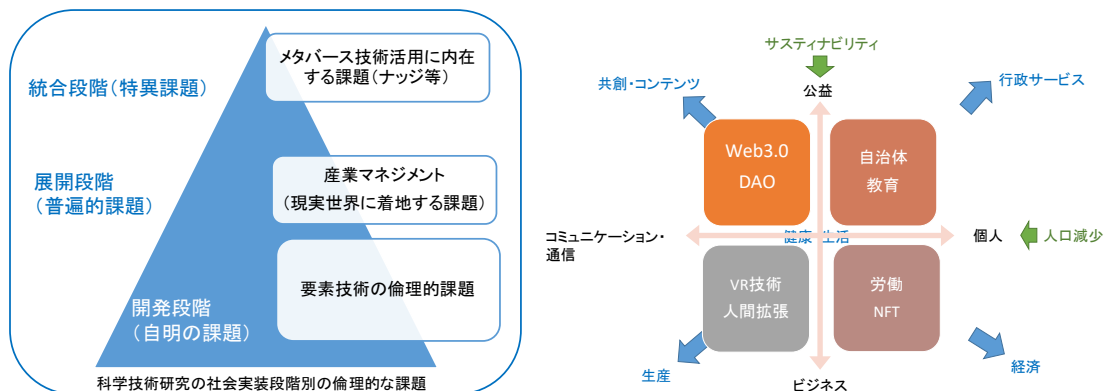 メタバース技術活用に内在
する課題(ナッジ等)
統合段階(特異課題)
産業マネジメント
(現実世界に着地する課題)
展開段階
(普遍的課題)
要素技術の倫理的課題
開発段階
(自明の課題)
科学技術研究の社会実装段階別の倫理的な課題
サスティナビリティ
公益
共創・コンテンツ
行政サービス
Web3.0
DAO
自治体
教育
コミュニケーション・
通信
健康・生活
個人
人口減少
VR技術
人間拡張
労働
NFT
生産
ビジネス
経済